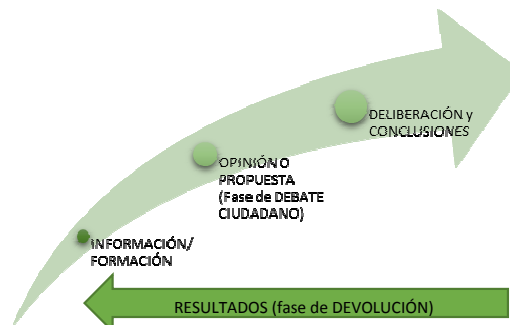 DELIBERACIÓN y
CONCLUSIONES
OPINIÓN O
PROPUESTA
(Fase de DEBATE
CIUDADANO)
INFORMACIÓN/
FORMACIÓN
RESULTADOS (fase de DEVOLUCIÓN)